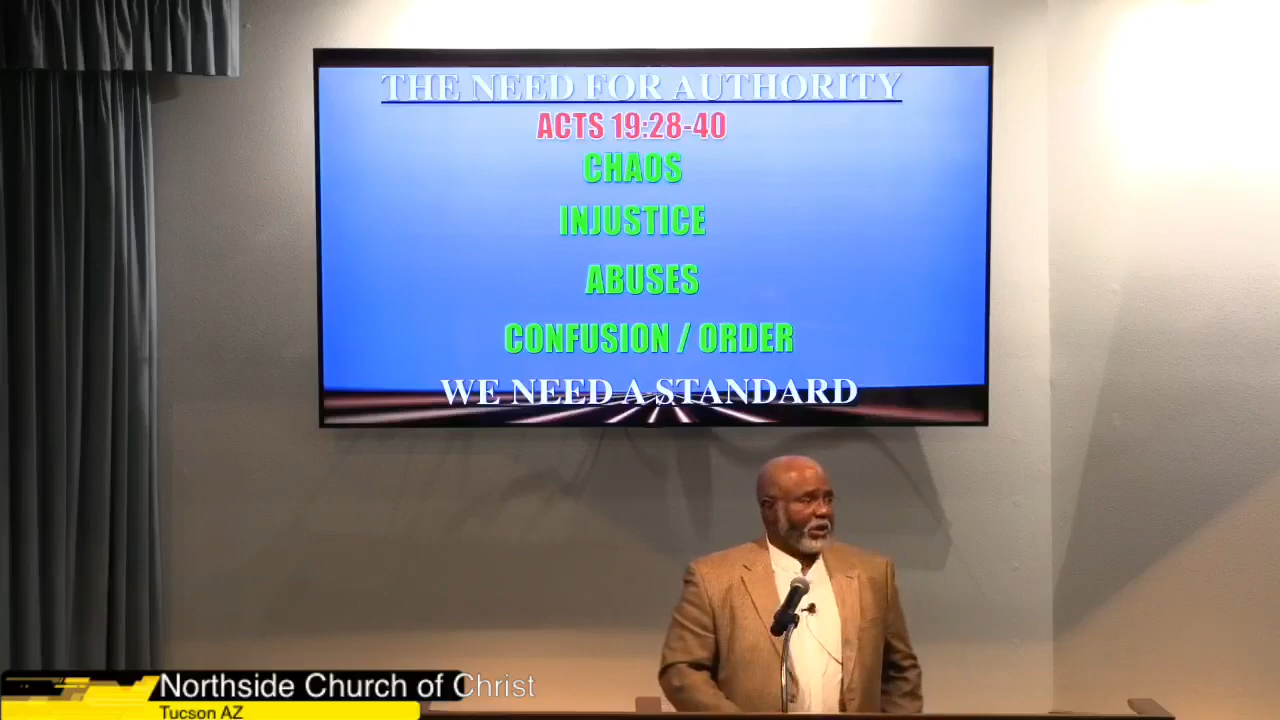 THE NEED FOR AUTHORITY
ACTS 19:28-40
CHAOS
INJUSTICE
ABUSES
CONFUSION / ORDER
WE NEED A STANDARD
Northside Church of Christ
Tucson AZ